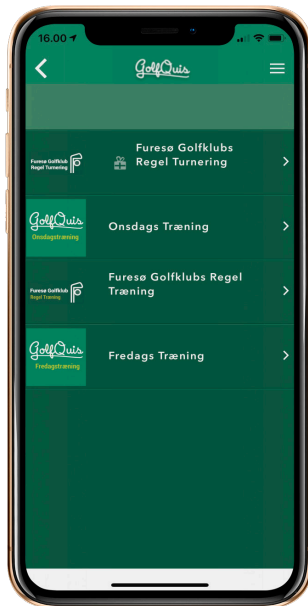 16.00
GolfQuis
Furesø Golfklubs
Regel Turnering
Furesø Golfklub
Regel Turnering
GolfQuis
Onsdagstræning
Onsdags Træning
Furesø Golfklubs Regel
Træning
Furesø Golfklub
Regel Træning
GolfQuis
Fredagstræning
Fredags Træning